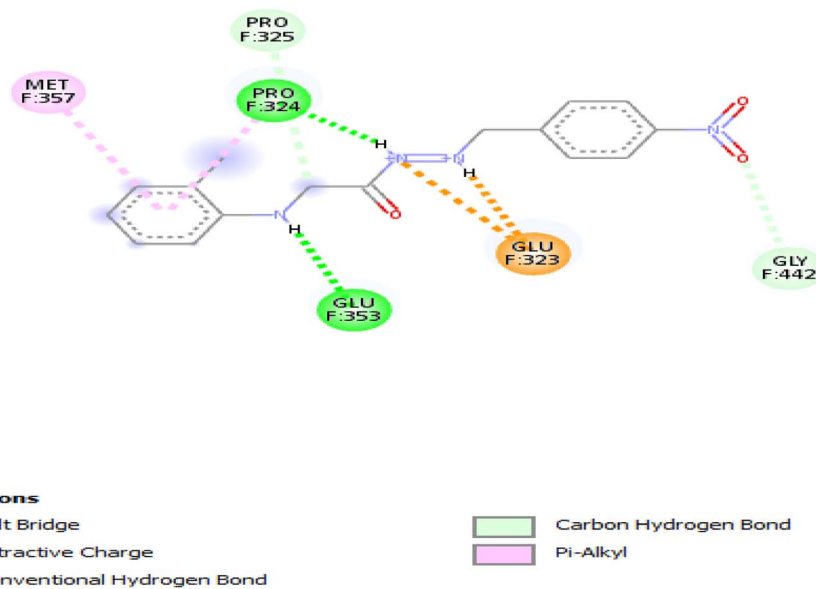 PRO
F:325
MET
F:357
PRO
F:324
H
N
N
H
N
O
O
N
H
O
GLU
F:323
GLY
F:442
GLU
F:353
ons
lt Bridge
tractive Charge
nventional Hydrogen Bond
Carbon Hydrogen Bond
Pi-Alkyl